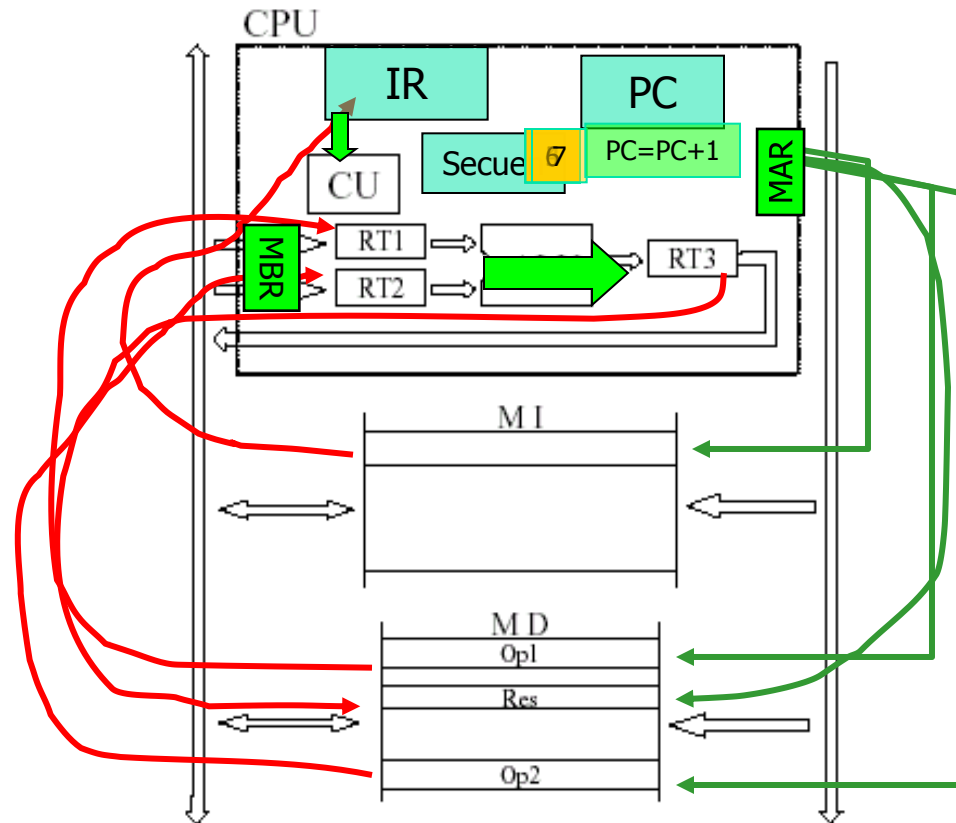 CPU
IR
PC
Secue
7
PC=PC+1
MAR
CU
MBR
RT1
RT2
RT3
M I
M D
Op1
Res
Op2